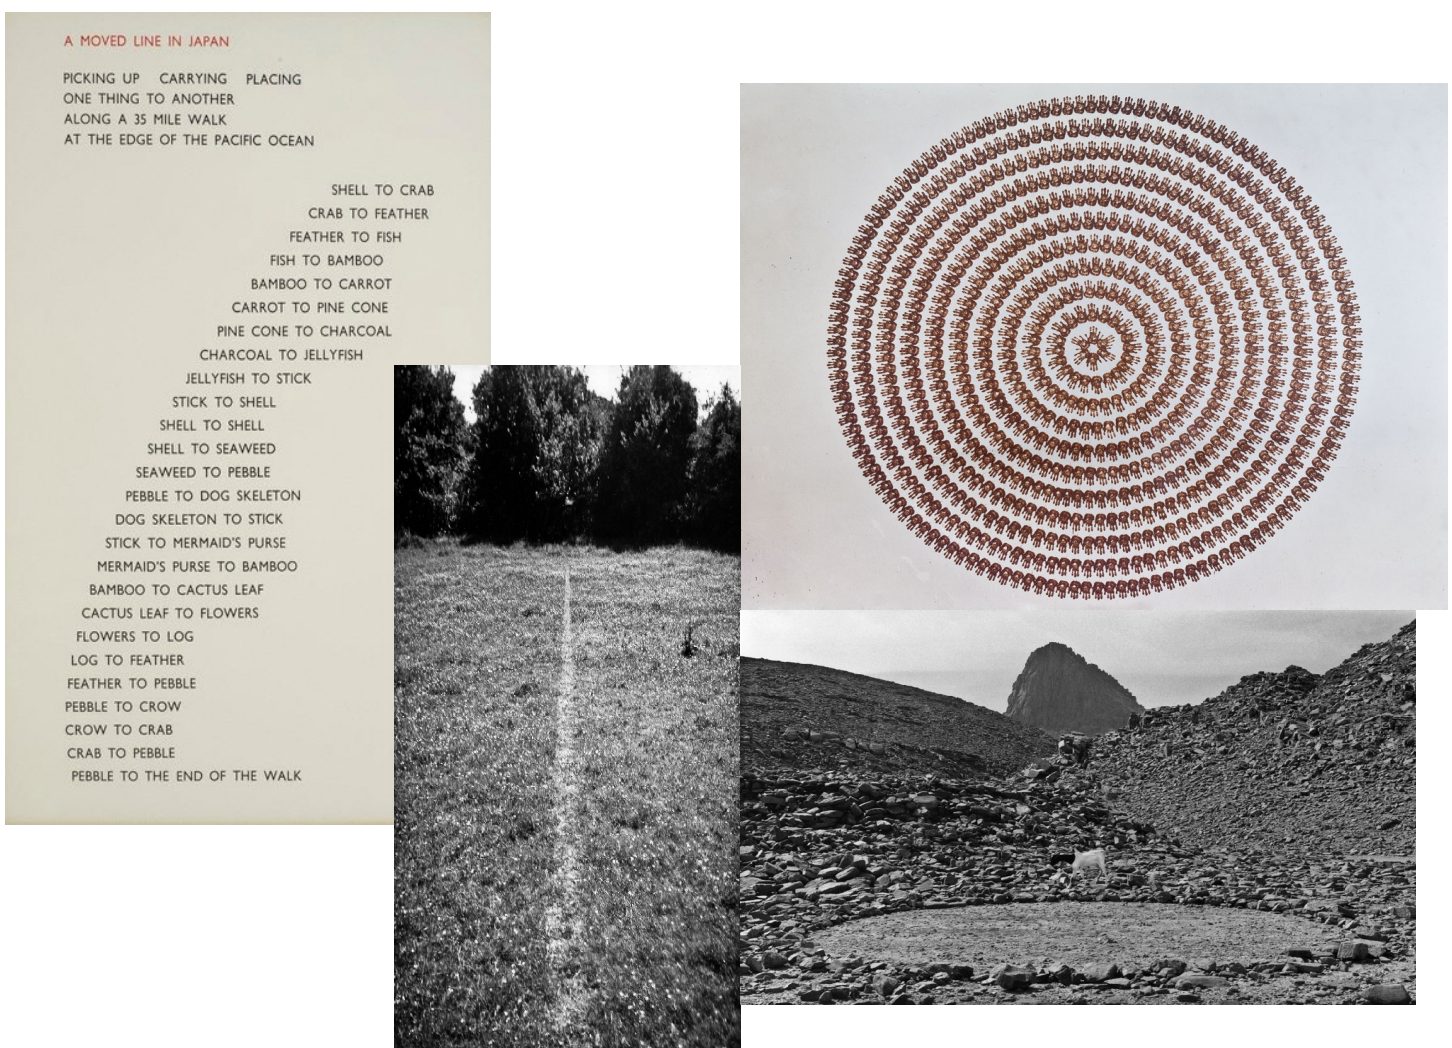 A MOVED LINE IN JAPAN
PICKING UP CARRYING PLACING
ONE THING TO ANOTHER
ALONG A 35 MILE WALK
AT THE EDGE OF THE PACIFIC OCEAN
SHELL TO CRAB
CRAB TO FEATHER
FEATHER TO FISH
FISH TO BAMBOO
BAMBOO TO CARROT
CARROT TO PINE CONE
PINE CONE TO CHARCOAL
CHARCOAL TO JELLYFISH
JELLYFISH TO STICK
STICK TO SHELL
SHELL TO SHELL
SHELL TO SEAWEED
SEAWEED TO PEBBLE
PEBBLE TO DOG SKELETON
DOG SKELETON TO STICK
STICK TO MERMAID'S PURSE
MERMAID'S PURSE TO BAMBOO
BAMBOO TO CACTUS LEAF
CACTUS LEAF TO FLOWERS
FLOWERS TO LOG
LOG TO FEATHER
FEATHER TO PEBBLE
PEBBLE TO CROW
CROW TO CRAB
CRAB TO PEBBLE
PEBBLE TO THE END OF THE WALK